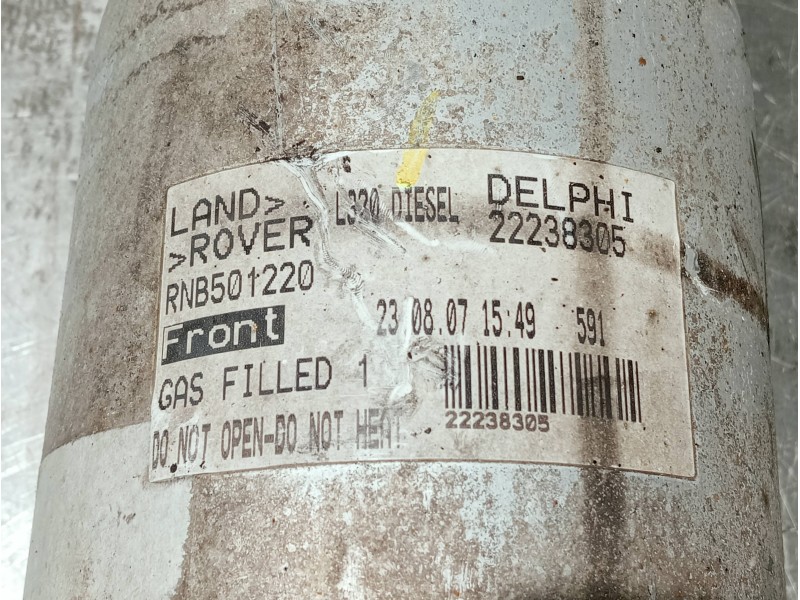 LAND>
>ROVER
L320 DIESEL
DELPHI
22238305
RNB501220
Front
23.08.07 15:49 591
GAS FILLED 1
22238305
DO NOT OPEN-DO NOT HEAT